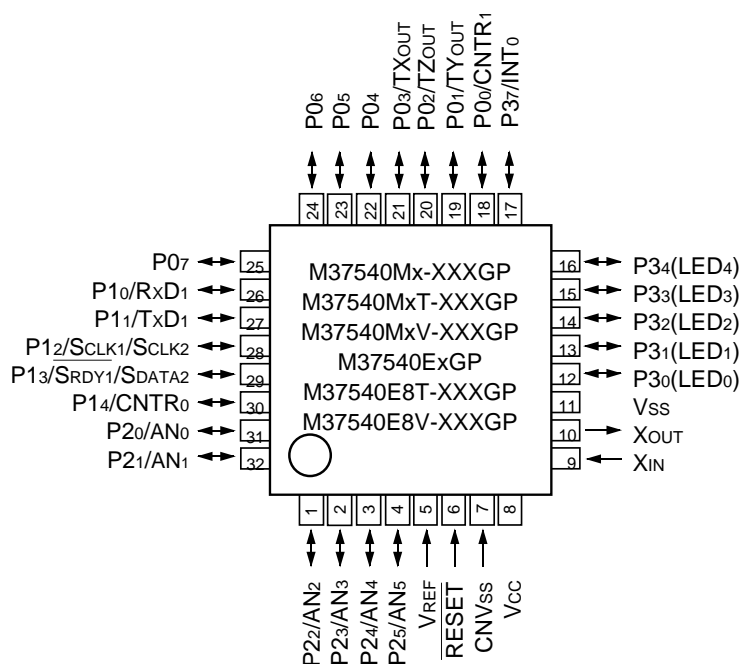 P06
P05
P04
P03/TXOUT
P02/TZOUT
P01/TYOUT
P00/CNTR1
P37/INT0
24
23
22
21
20
19
18
17
P07
25
P10/RXD1
26
P11/TXD1
27
P12/SCLK1/SCLK2
28
P13/SRDY1/SDATA2
29
P14/CNTR0
30
P20/AN0
31
P21/AN1
32
M37540Mx-XXXGP
M37540MxT-XXXGP
M37540MxV-XXXGP
M37540ExGP
M37540E8T-XXXGP
M37540E8V-XXXGP
16
P34(LED4)
15
P33(LED3)
14
P32(LED2)
13
P31(LED1)
12
P30(LED0)
11
VSS
10
XOUT
9
XIN
1
2
3
4
5
6
7
8
P22/AN2
P23/AN3
P24/AN4
P25/AN5
VREF
RESET
CNVSS
VCC